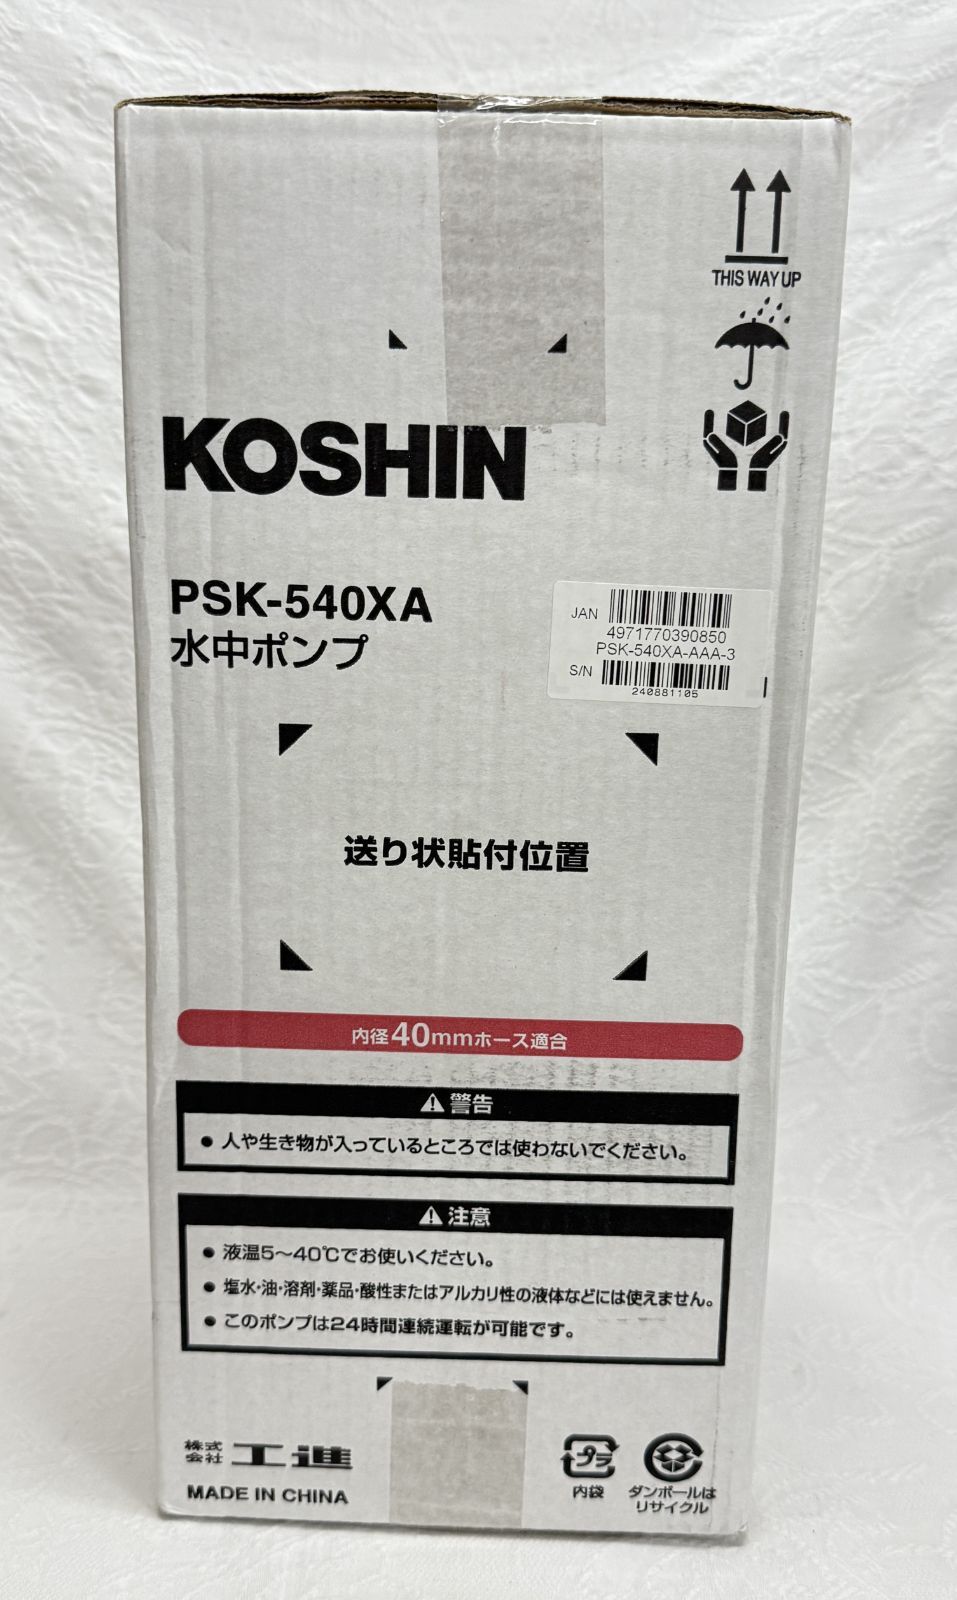 THIS WAY UP
KOSHIN
PSK-540XA
水中ポンプ
JAN
4971770390850
PSK-540XA-AAA-3
S/N
240881105
送り状貼付位置
内径40mmホース適合
警告
● 人や生き物が入っているところでは使わないでください。
注意
● 液温5～40℃でお使いください。
● 塩水・油・溶剤・薬品・酸性またはアルカリ性の液体などには使えません。
● このポンプは24時間連続運転が可能です。
株式会社 工進
MADE IN CHINA
プラ
内袋
ダンボールは
リサイクル